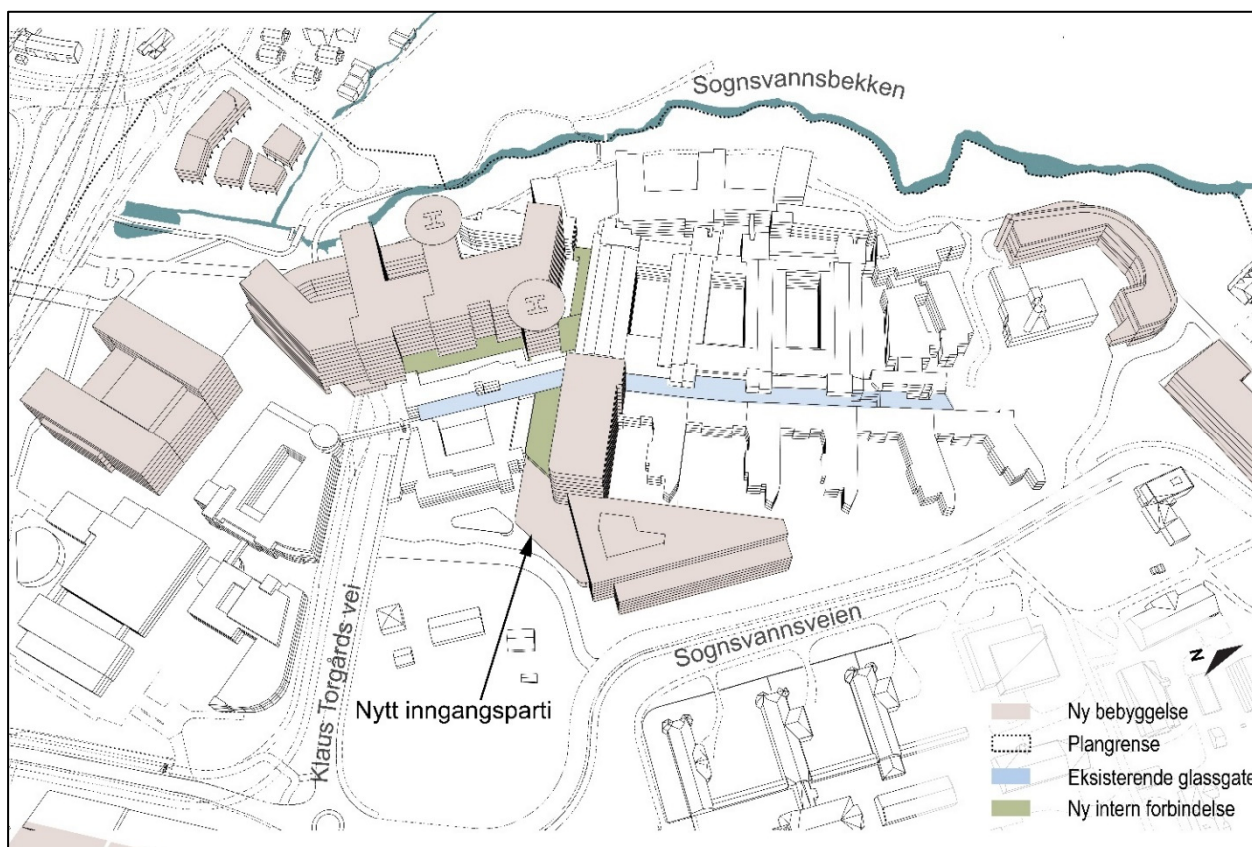 Sognsvannsbekken
H
H
Klaus Torgårds vei
Nytt inngangsparti
Sognsvannsveien
N
Ny bebyggelse
Plangrense
Eksisterende glassgate
Ny intern forbindelse